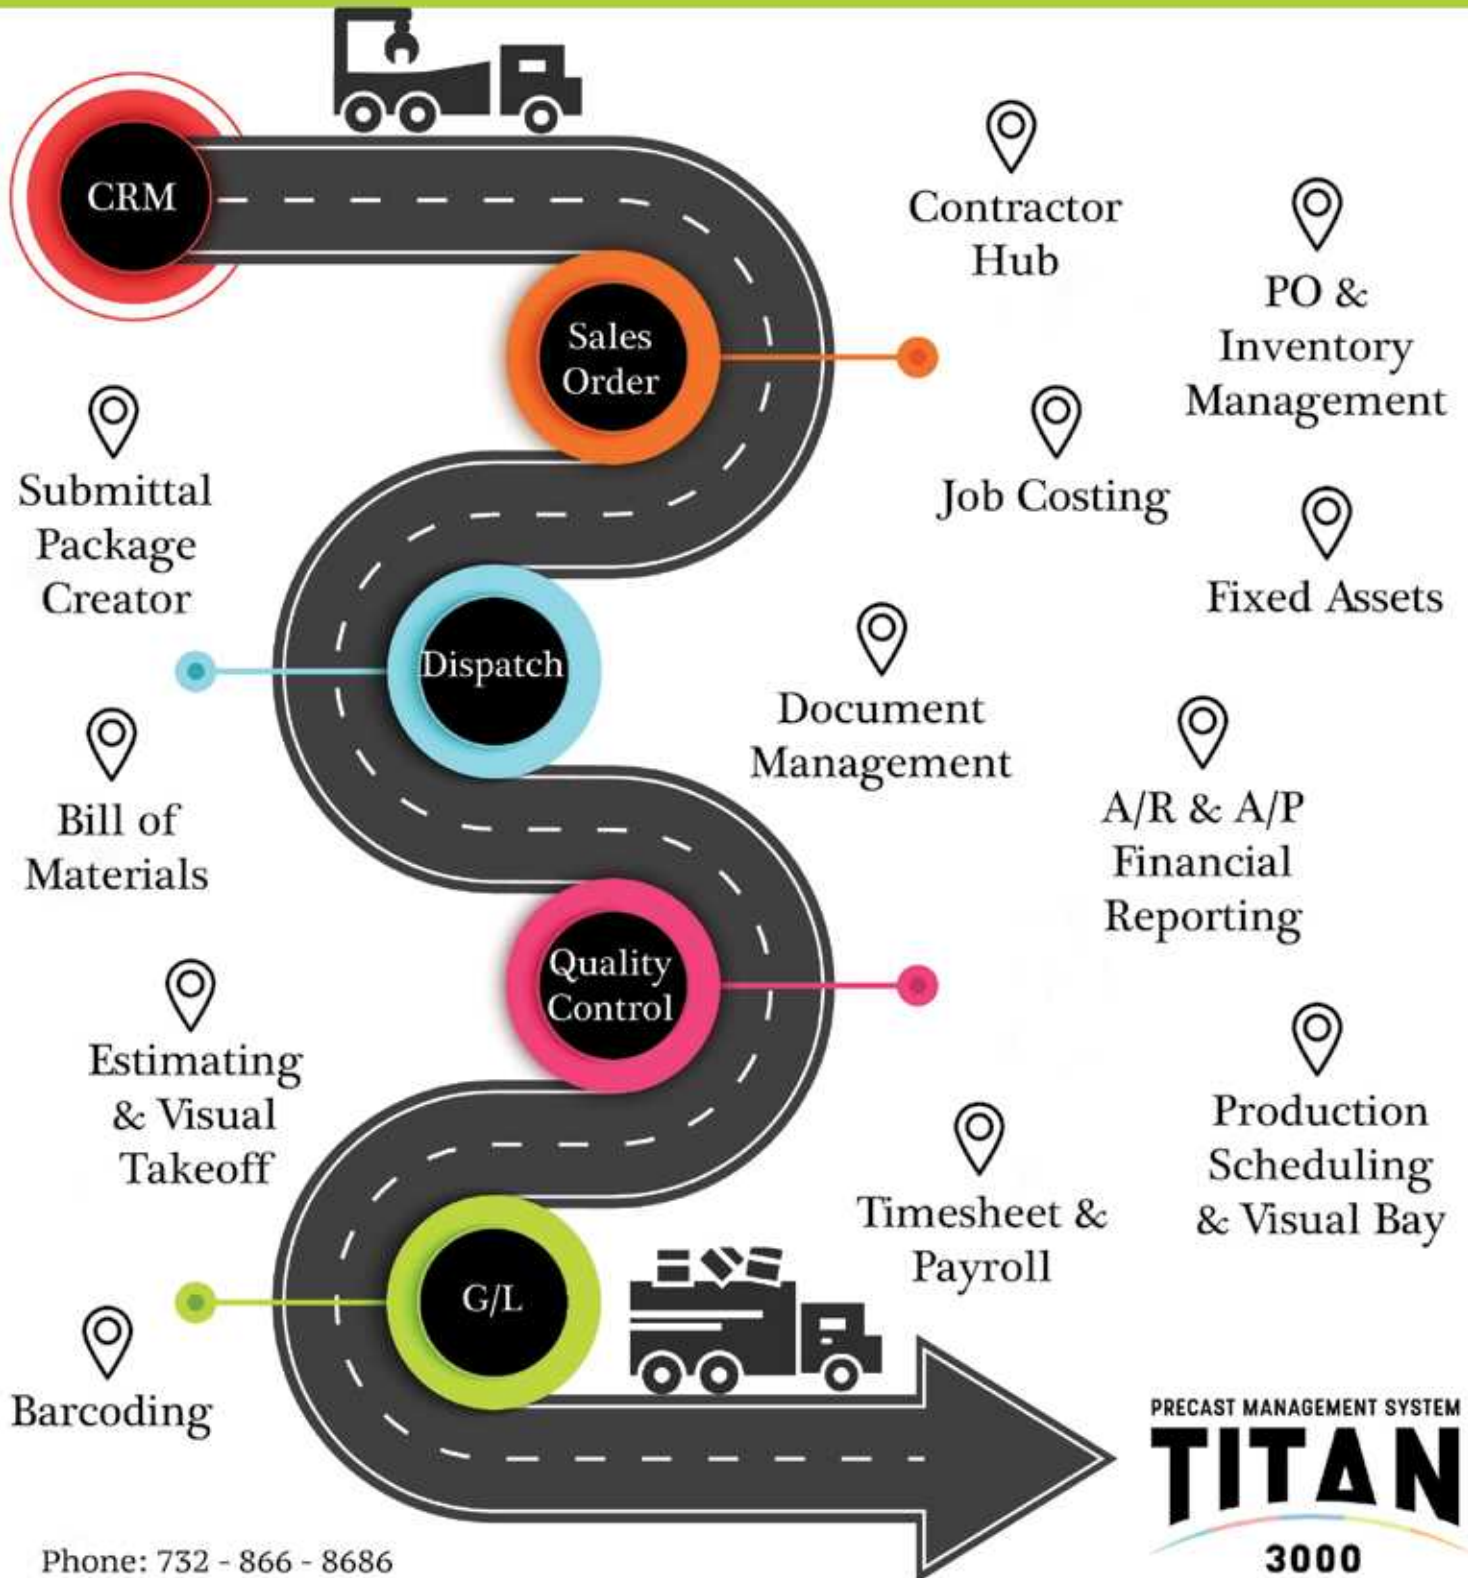 CRM
Contractor
Hub
PO &
Inventory
Management
Sales
Order
Submittal
Package
Creator
Job Costing
Fixed Assets
Dispatch
Document
Management
Bill of
Materials
A/R & A/P
Financial
Reporting
Quality
Control
Estimating
& Visual
Takeoff
Production
Scheduling
& Visual Bay
Timesheet &
Payroll
G/L
Barcoding
PRECAST MANAGEMENT SYSTEM
TITAN
3000
Phone: 732 - 866 - 8686